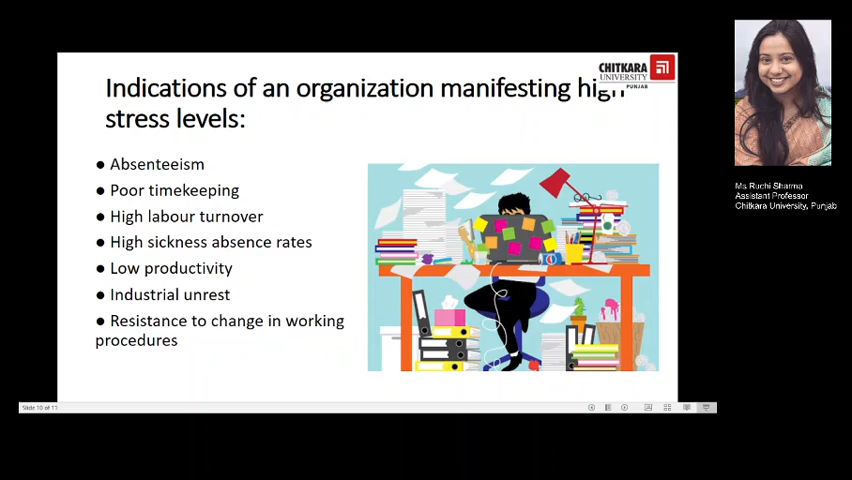 Indications of an organization manifesting high
stress levels:
CHITKARA
UNIVERSITY
PUNJAB
● Absenteeism
● Poor timekeeping
● High labour turnover
● High sickness absence rates
● Low productivity
● Industrial unrest
● Resistance to change in working
procedures
Ms Ruchi Sharma
Assistant Professor
Chitkara University, Punjab
Slide 10 of 11